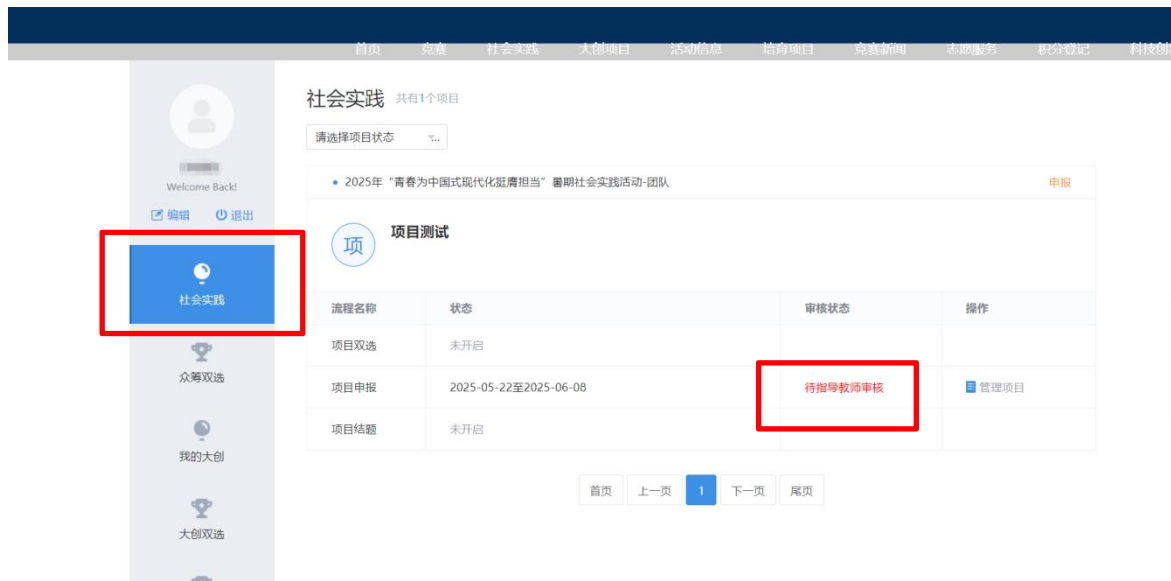 首页 竞赛 社会实践 大创项目 活动信息 培育项目 竞赛新闻 志愿服务 积分登记 科技创
社会实践 共有1个项目
请选择项目状态
Welcome Back!
编辑 退出
社会实践
众筹双选
我的大创
大创双选
• 2025年“青春为中国式现代化挺膺担当”暑期社会实践活动-团队 申报
项 项目测试
流程名称 状态 审核状态 操作
项目双选 未开启
项目申报 2025-05-22至2025-06-08 待指导教师审核 管理项目
项目结题 未开启
首页 上一页 1 下一页 尾页